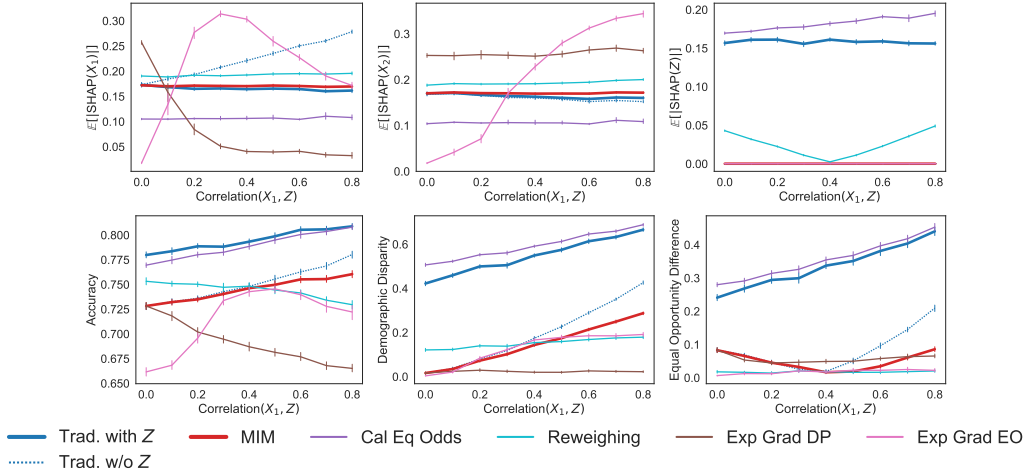 0.30
0.25
0.20
0.15
0.10
0.05
𝔼[|SHAP(X₁)|]
0.0 0.2 0.4 0.6 0.8
Correlation(X₁, Z)
0.3
0.2
0.1
0.0
𝔼[|SHAP(X₂)|]
0.0 0.2 0.4 0.6 0.8
Correlation(X₁, Z)
0.20
0.15
0.10
0.05
0.00
𝔼[|SHAP(Z)|]
0.0 0.2 0.4 0.6 0.8
Correlation(X₁, Z)
0.800
0.775
0.750
0.725
0.700
0.675
0.650
Accuracy
0.0 0.2 0.4 0.6 0.8
Correlation(X₁, Z)
0.6
0.4
0.2
0.0
Demographic Disparity
0.0 0.2 0.4 0.6 0.8
Correlation(X₁, Z)
0.4
0.3
0.2
0.1
0.0
Equal Opportunity Difference
0.0 0.2 0.4 0.6 0.8
Correlation(X₁, Z)
Trad. with Z
MIM
Cal Eq Odds
Reweighing
Exp Grad DP
Exp Grad EO
Trad. w/o Z